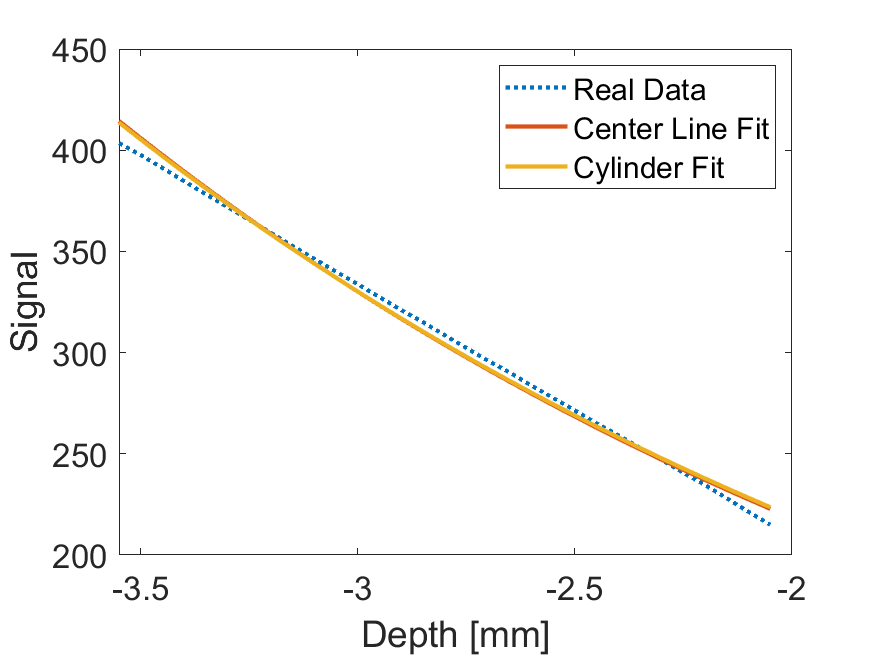 450
400
350
300
250
200
Signal
Real Data
Center Line Fit
Cylinder Fit
-3.5
-3
-2.5
-2
Depth [mm]